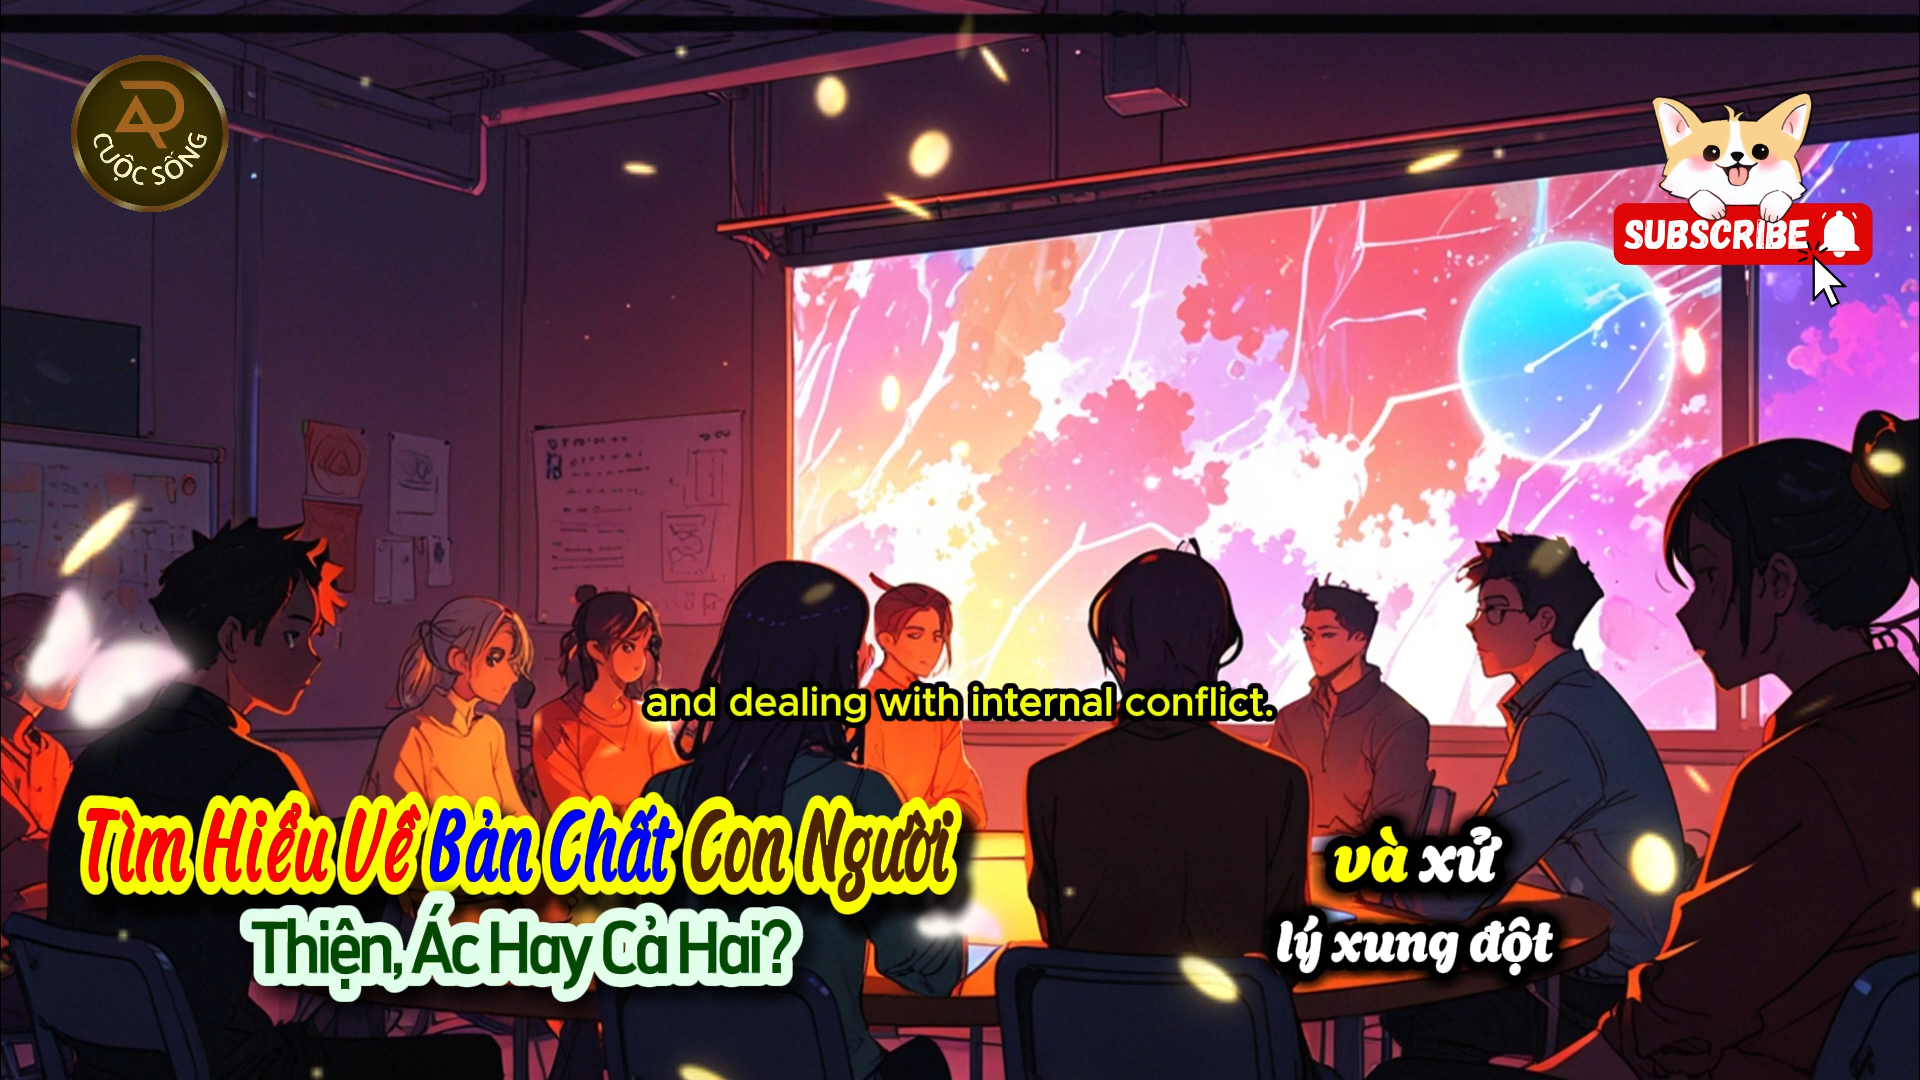 CUỘC SỐNG
SUBSCRIBE
and dealing with internal conflict.
Tìm Hiểu Về Bản Chất Con Người
Thiện, Ác Hay Cả Hai?
và xử
lý xung đột